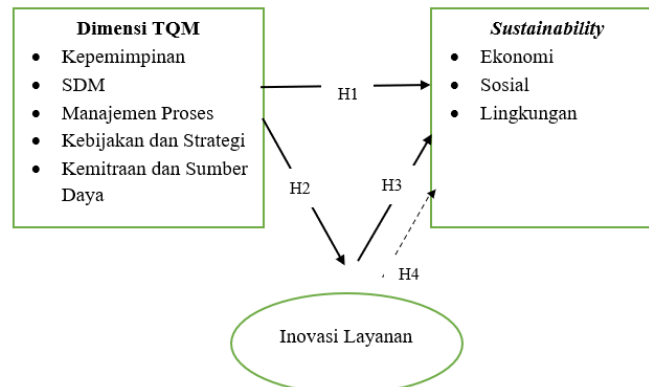 Dimensi TQM
• Kepemimpinan
• SDM
• Manajemen Proses
• Kebijakan dan Strategi
• Kemitraan dan Sumber
Daya
Sustainability
• Ekonomi
• Sosial
• Lingkungan
H1
H2
H3
H4
Inovasi Layanan